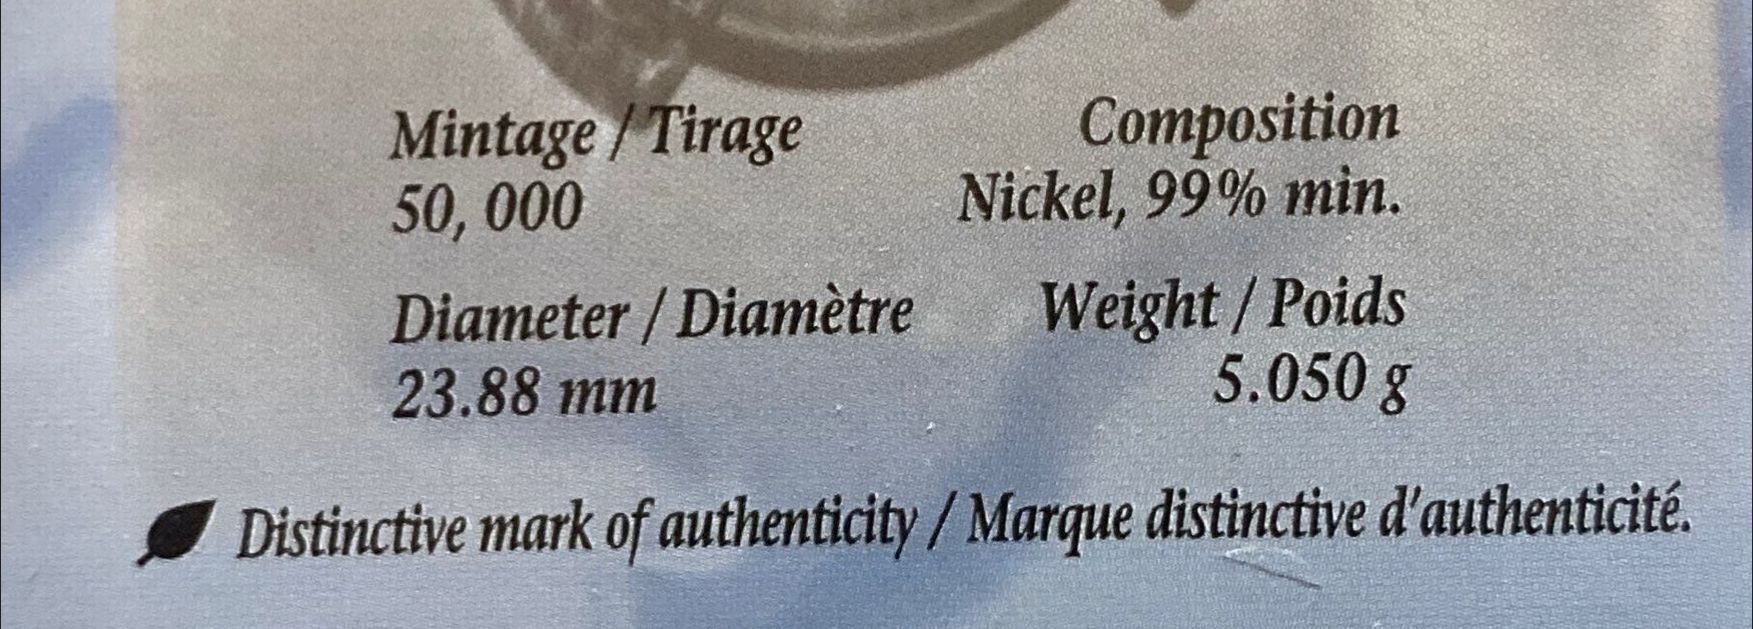 Mintage / Tirage
50, 000
Composition
Nickel, 99% min.
Diameter / Diamètre
23.88 mm
Weight / Poids
5.050 g
Distinctive mark of authenticity / Marque distinctive d'authenticité.